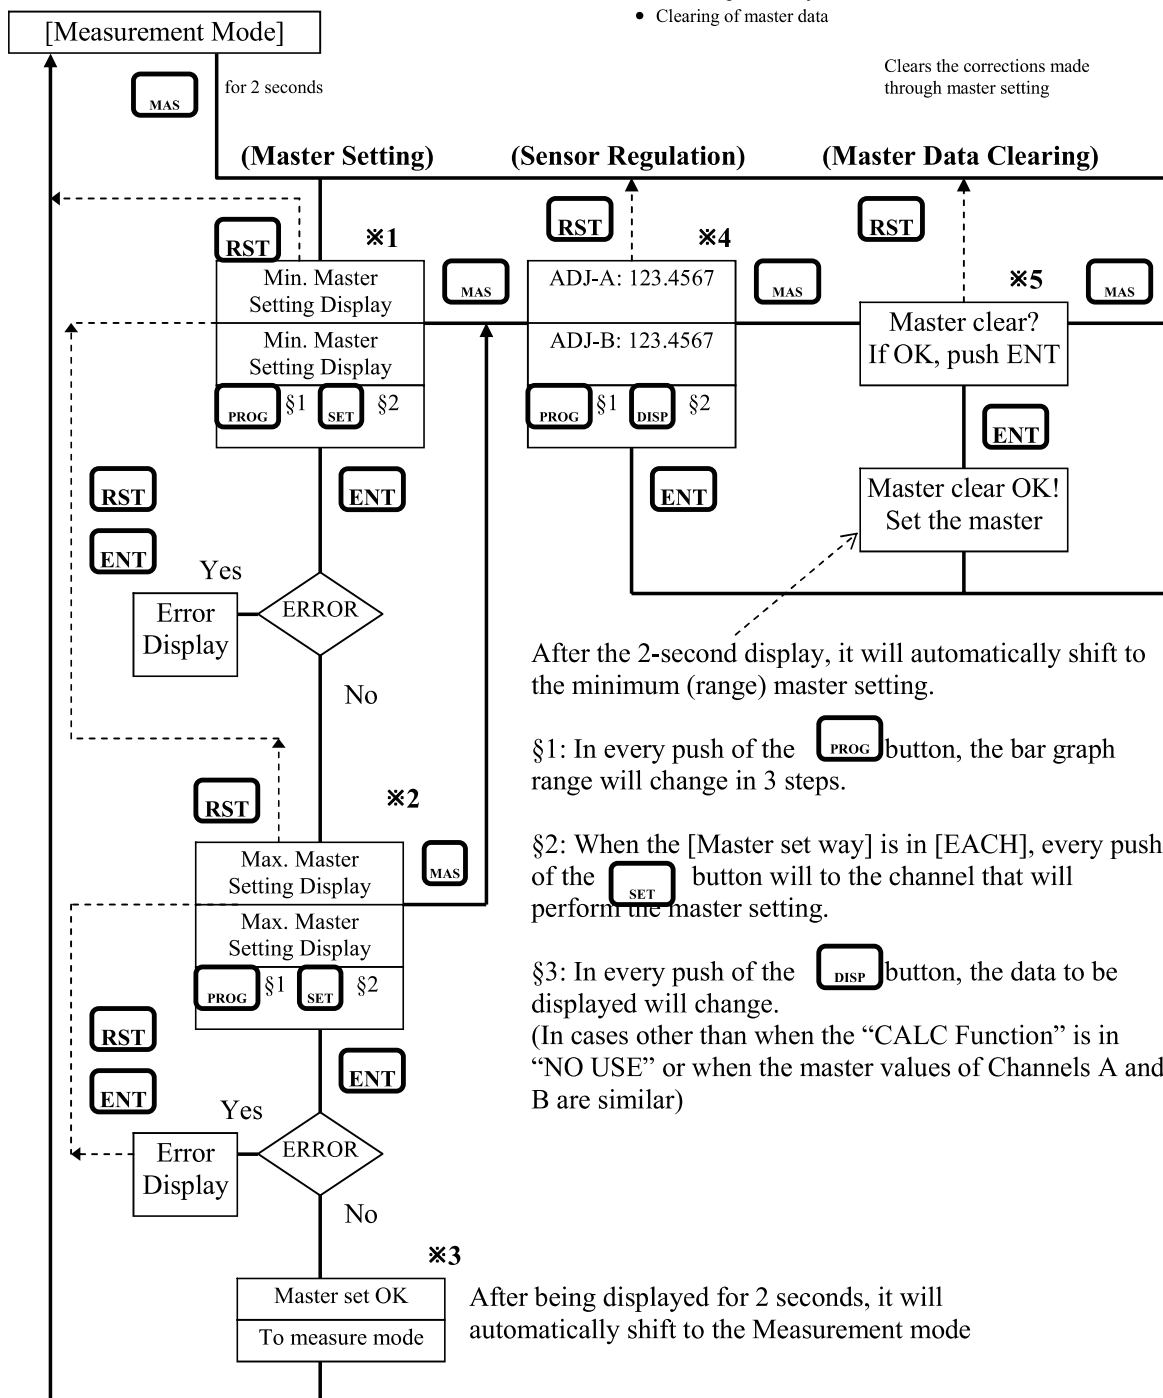 • Clearing of master data
[Measurement Mode]
Clears the corrections made
through master setting
MAS
for 2 seconds
(Master Setting)
(Sensor Regulation)
(Master Data Clearing)
RST
※1
RST
※4
RST
※5
Min. Master
Setting Display
Min. Master
Setting Display
PROG §1 SET §2
MAS
ADJ-A: 123.4567
ADJ-B: 123.4567
PROG §1 DISP §2
MAS
Master clear?
If OK, push ENT
MAS
ENT
Master clear OK!
Set the master
RST
ENT
ENT
ENT
Yes
Error
Display
ERROR
No
After the 2-second display, it will automatically shift to
the minimum (range) master setting.
§1: In every push of the PROG button, the bar graph
range will change in 3 steps.
§2: When the [Master set way] is in [EACH], every push
of the SET button will to the channel that will
perform the master setting.
§3: In every push of the DISP button, the data to be
displayed will change.
(In cases other than when the “CALC Function” is in
“NO USE” or when the master values of Channels A and
B are similar)
RST
※2
Max. Master
Setting Display
Max. Master
Setting Display
PROG §1 SET §2
MAS
RST
ENT
ENT
Yes
Error
Display
ERROR
No
※3
Master set OK
To measure mode
After being displayed for 2 seconds, it will
automatically shift to the Measurement mode